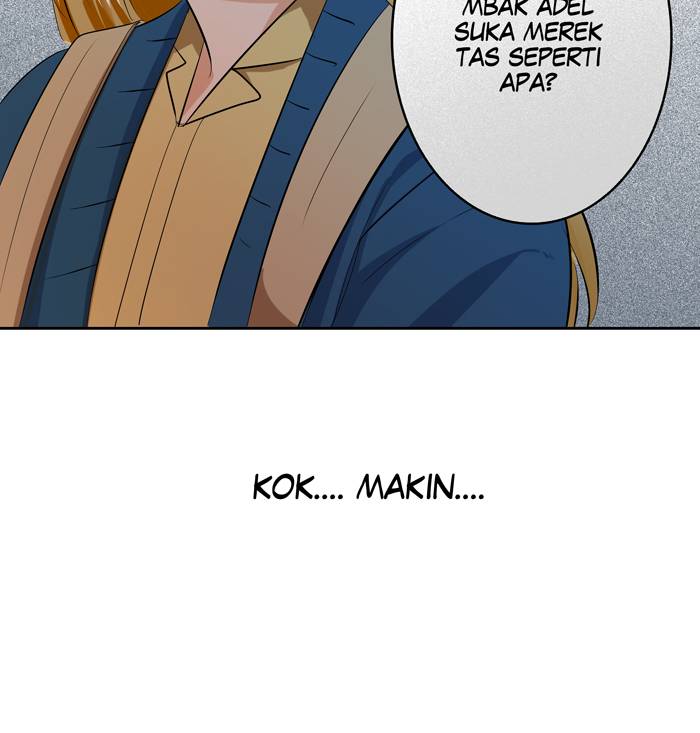 MBAK ADEL
SUKA MEREK
TAS SEPERTI
APA?
KOK.... MAKIN....